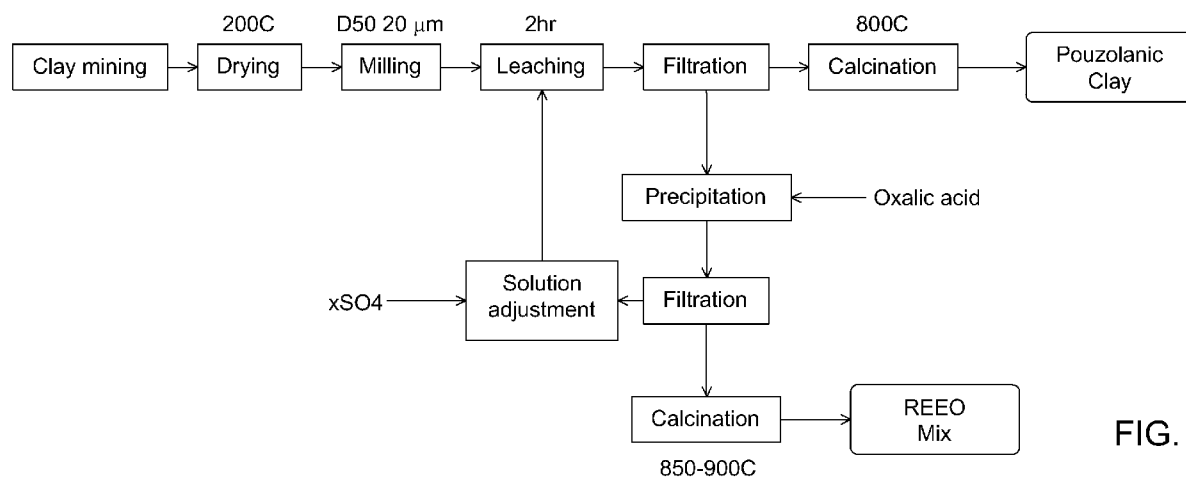 200C
D50 20 μm
2hr
800C
Clay mining
Drying
Milling
Leaching
Filtration
Calcination
Pouzolanic
Clay
Precipitation
Oxalic acid
xSO4
Solution
adjustment
Filtration
Calcination
850-900C
REEO
Mix
FIG.